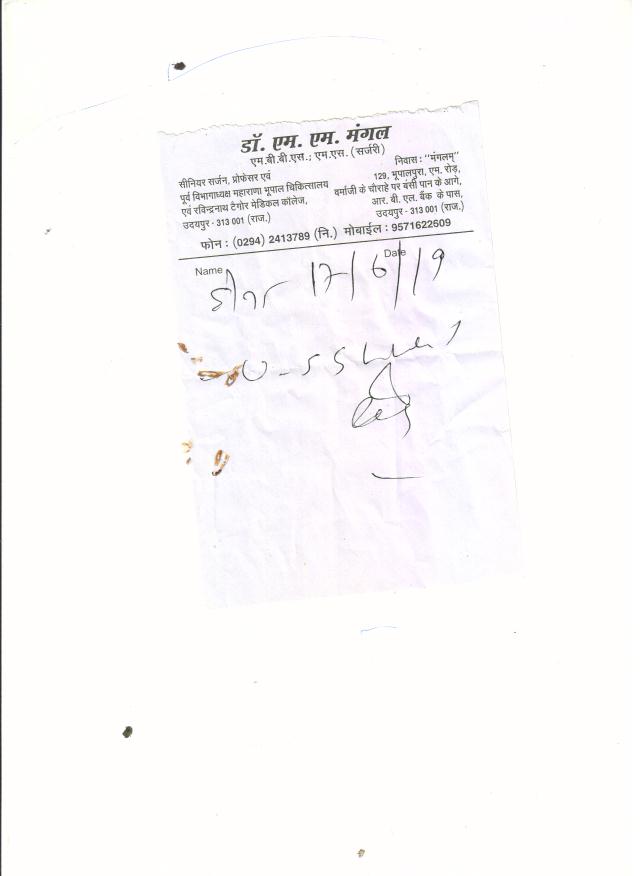 डॉ. एम. एम. मंगल
एम.बी.बी.एस.; एम.एस. (सर्जरी)
सीनियर सर्जन, प्रोफेसर एवं
पूर्व विभागाध्यक्ष महाराणा भूपाल चिकित्सालय
एवं रविन्द्रनाथ टैगोर मेडिकल कॉलेज,
उदयपुर - 313 001 (राज.)
निवास : "मंगलम्"
129, भूपालपुरा, एम. रोड़,
वर्माजी के चौराहे पर बंसी पान के आगे,
आर. बी. एल. बैंक के पास,
उदयपुर - 313 001 (राज.)
फोन : (0294) 2413789 (नि.) मोबाईल : 9571622609
Name
Date
17/6/19